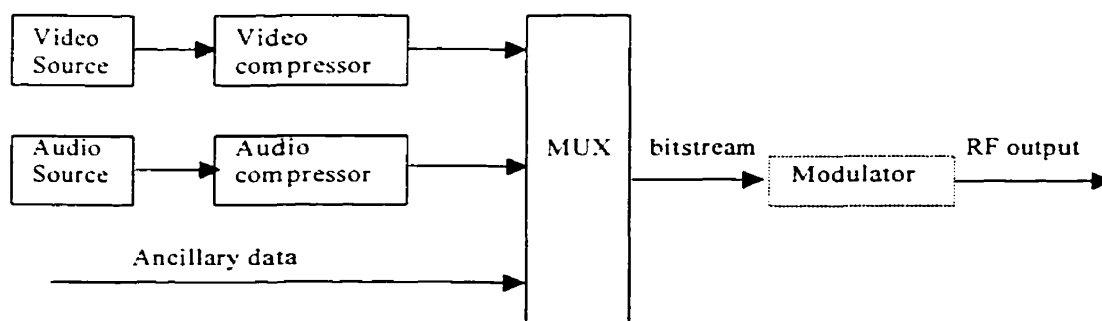 Video
Source
Video
compressor
Audio
Source
Audio
compressor
Ancillary data
MUX
bitstream
Modulator
RF output